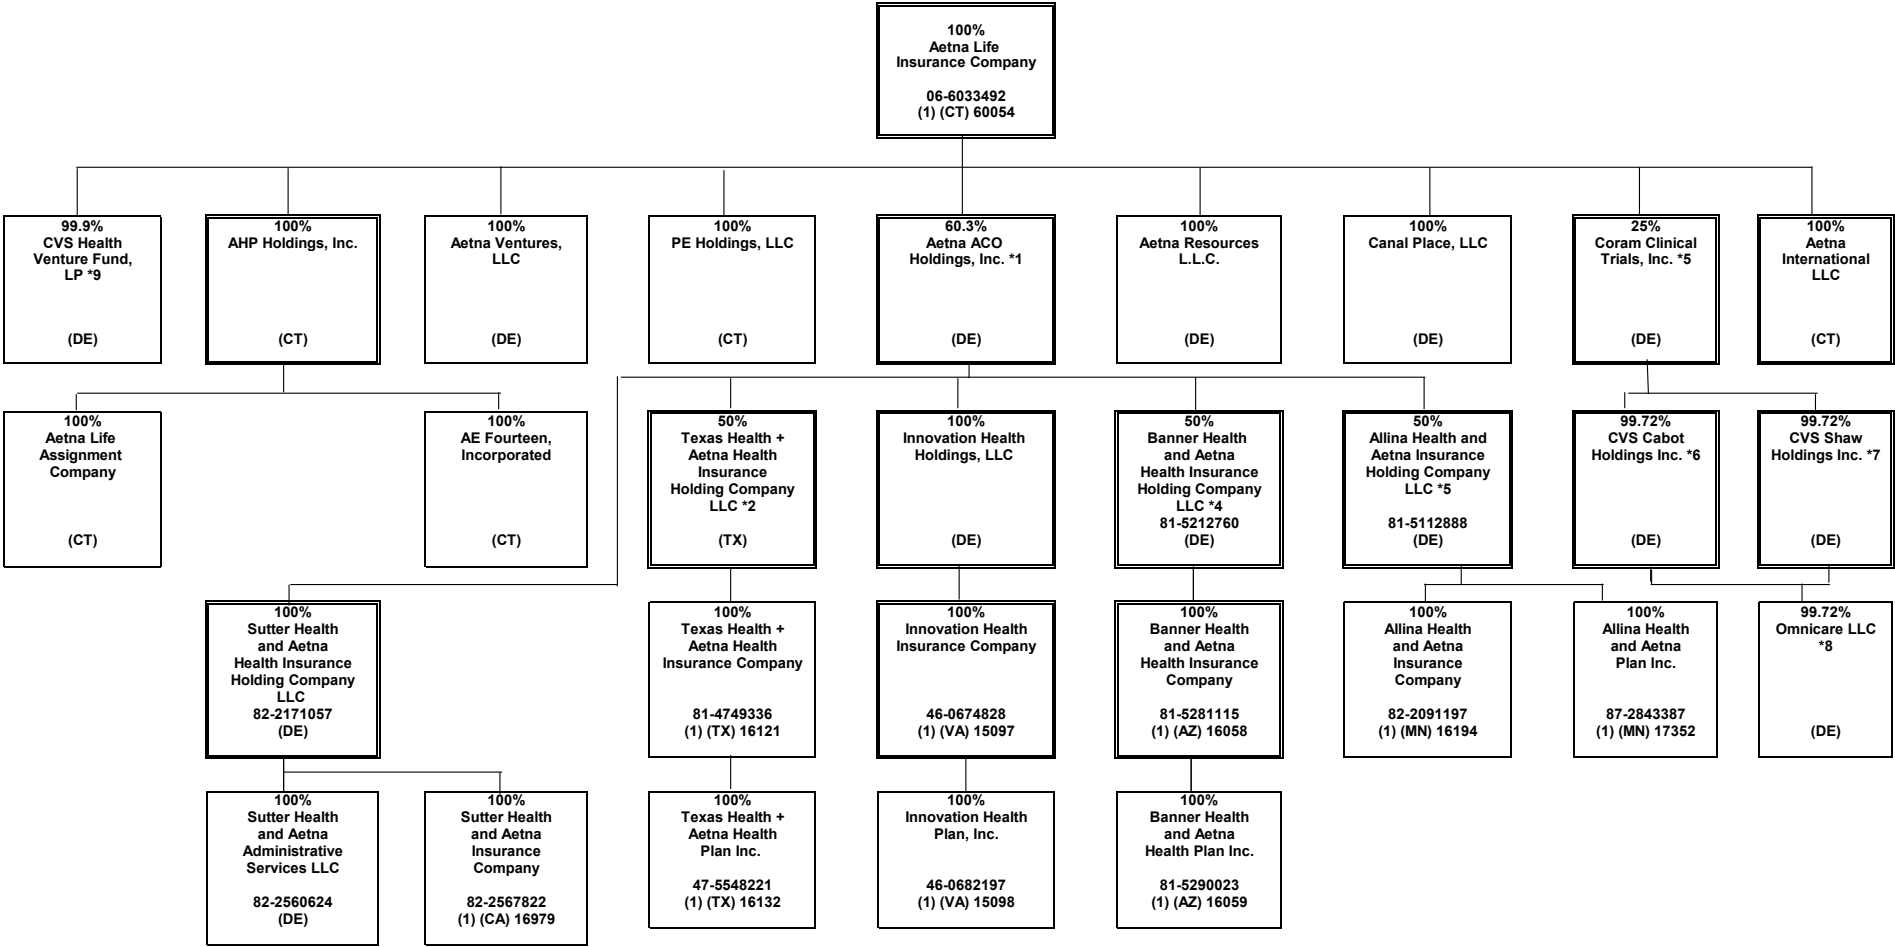 100%
Aetna Life
Insurance Company
06-6033492
(1) (CT) 60054
99.9%
CVS Health
Venture Fund,
LP *9
(DE)
100%
AHP Holdings, Inc.
(CT)
100%
Aetna Ventures,
LLC
(DE)
100%
PE Holdings, LLC
(CT)
60.3%
Aetna ACO
Holdings, Inc. *1
(DE)
100%
Aetna Resources
L.L.C.
(DE)
100%
Canal Place, LLC
(DE)
25%
Coram Clinical
Trials, Inc. *5
(DE)
100%
Aetna
International
LLC
(CT)
100%
Aetna Life
Assignment
Company
(CT)
100%
AE Fourteen,
Incorporated
(CT)
50%
Texas Health +
Aetna Health
Insurance
Holding Company
LLC *2
(TX)
100%
Innovation Health
Holdings, LLC
(DE)
50%
Banner Health
and Aetna
Health Insurance
Holding Company
LLC *4
81-5212760
(DE)
50%
Allina Health and
Aetna Insurance
Holding Company
LLC *5
81-5112888
(DE)
99.72%
CVS Cabot
Holdings Inc. *6
(DE)
99.72%
CVS Shaw
Holdings Inc. *7
(DE)
100%
Sutter Health
and Aetna
Health Insurance
Holding Company
LLC
82-2171057
(DE)
100%
Texas Health +
Aetna Health
Insurance Company
81-4749336
(1) (TX) 16121
100%
Innovation Health
Insurance Company
46-0674828
(1) (VA) 15097
100%
Banner Health
and Aetna
Health Insurance
Company
81-5281115
(1) (AZ) 16058
100%
Allina Health
and Aetna
Insurance
Company
82-2091197
(1) (MN) 16194
100%
Allina Health
and Aetna
Plan Inc.
87-2843387
(1) (MN) 17352
99.72%
Omnicare LLC
*8
(DE)
100%
Sutter Health
and Aetna
Administrative
Services LLC
82-2560624
(DE)
100%
Sutter Health
and Aetna
Insurance
Company
82-2567822
(1) (CA) 16979
100%
Texas Health +
Aetna Health
Plan Inc.
47-5548221
(1) (TX) 16132
100%
Innovation Health
Plan, Inc.
46-0682197
(1) (VA) 15098
100%
Banner Health
and Aetna
Health Plan Inc.
81-5290023
(1) (AZ) 16059